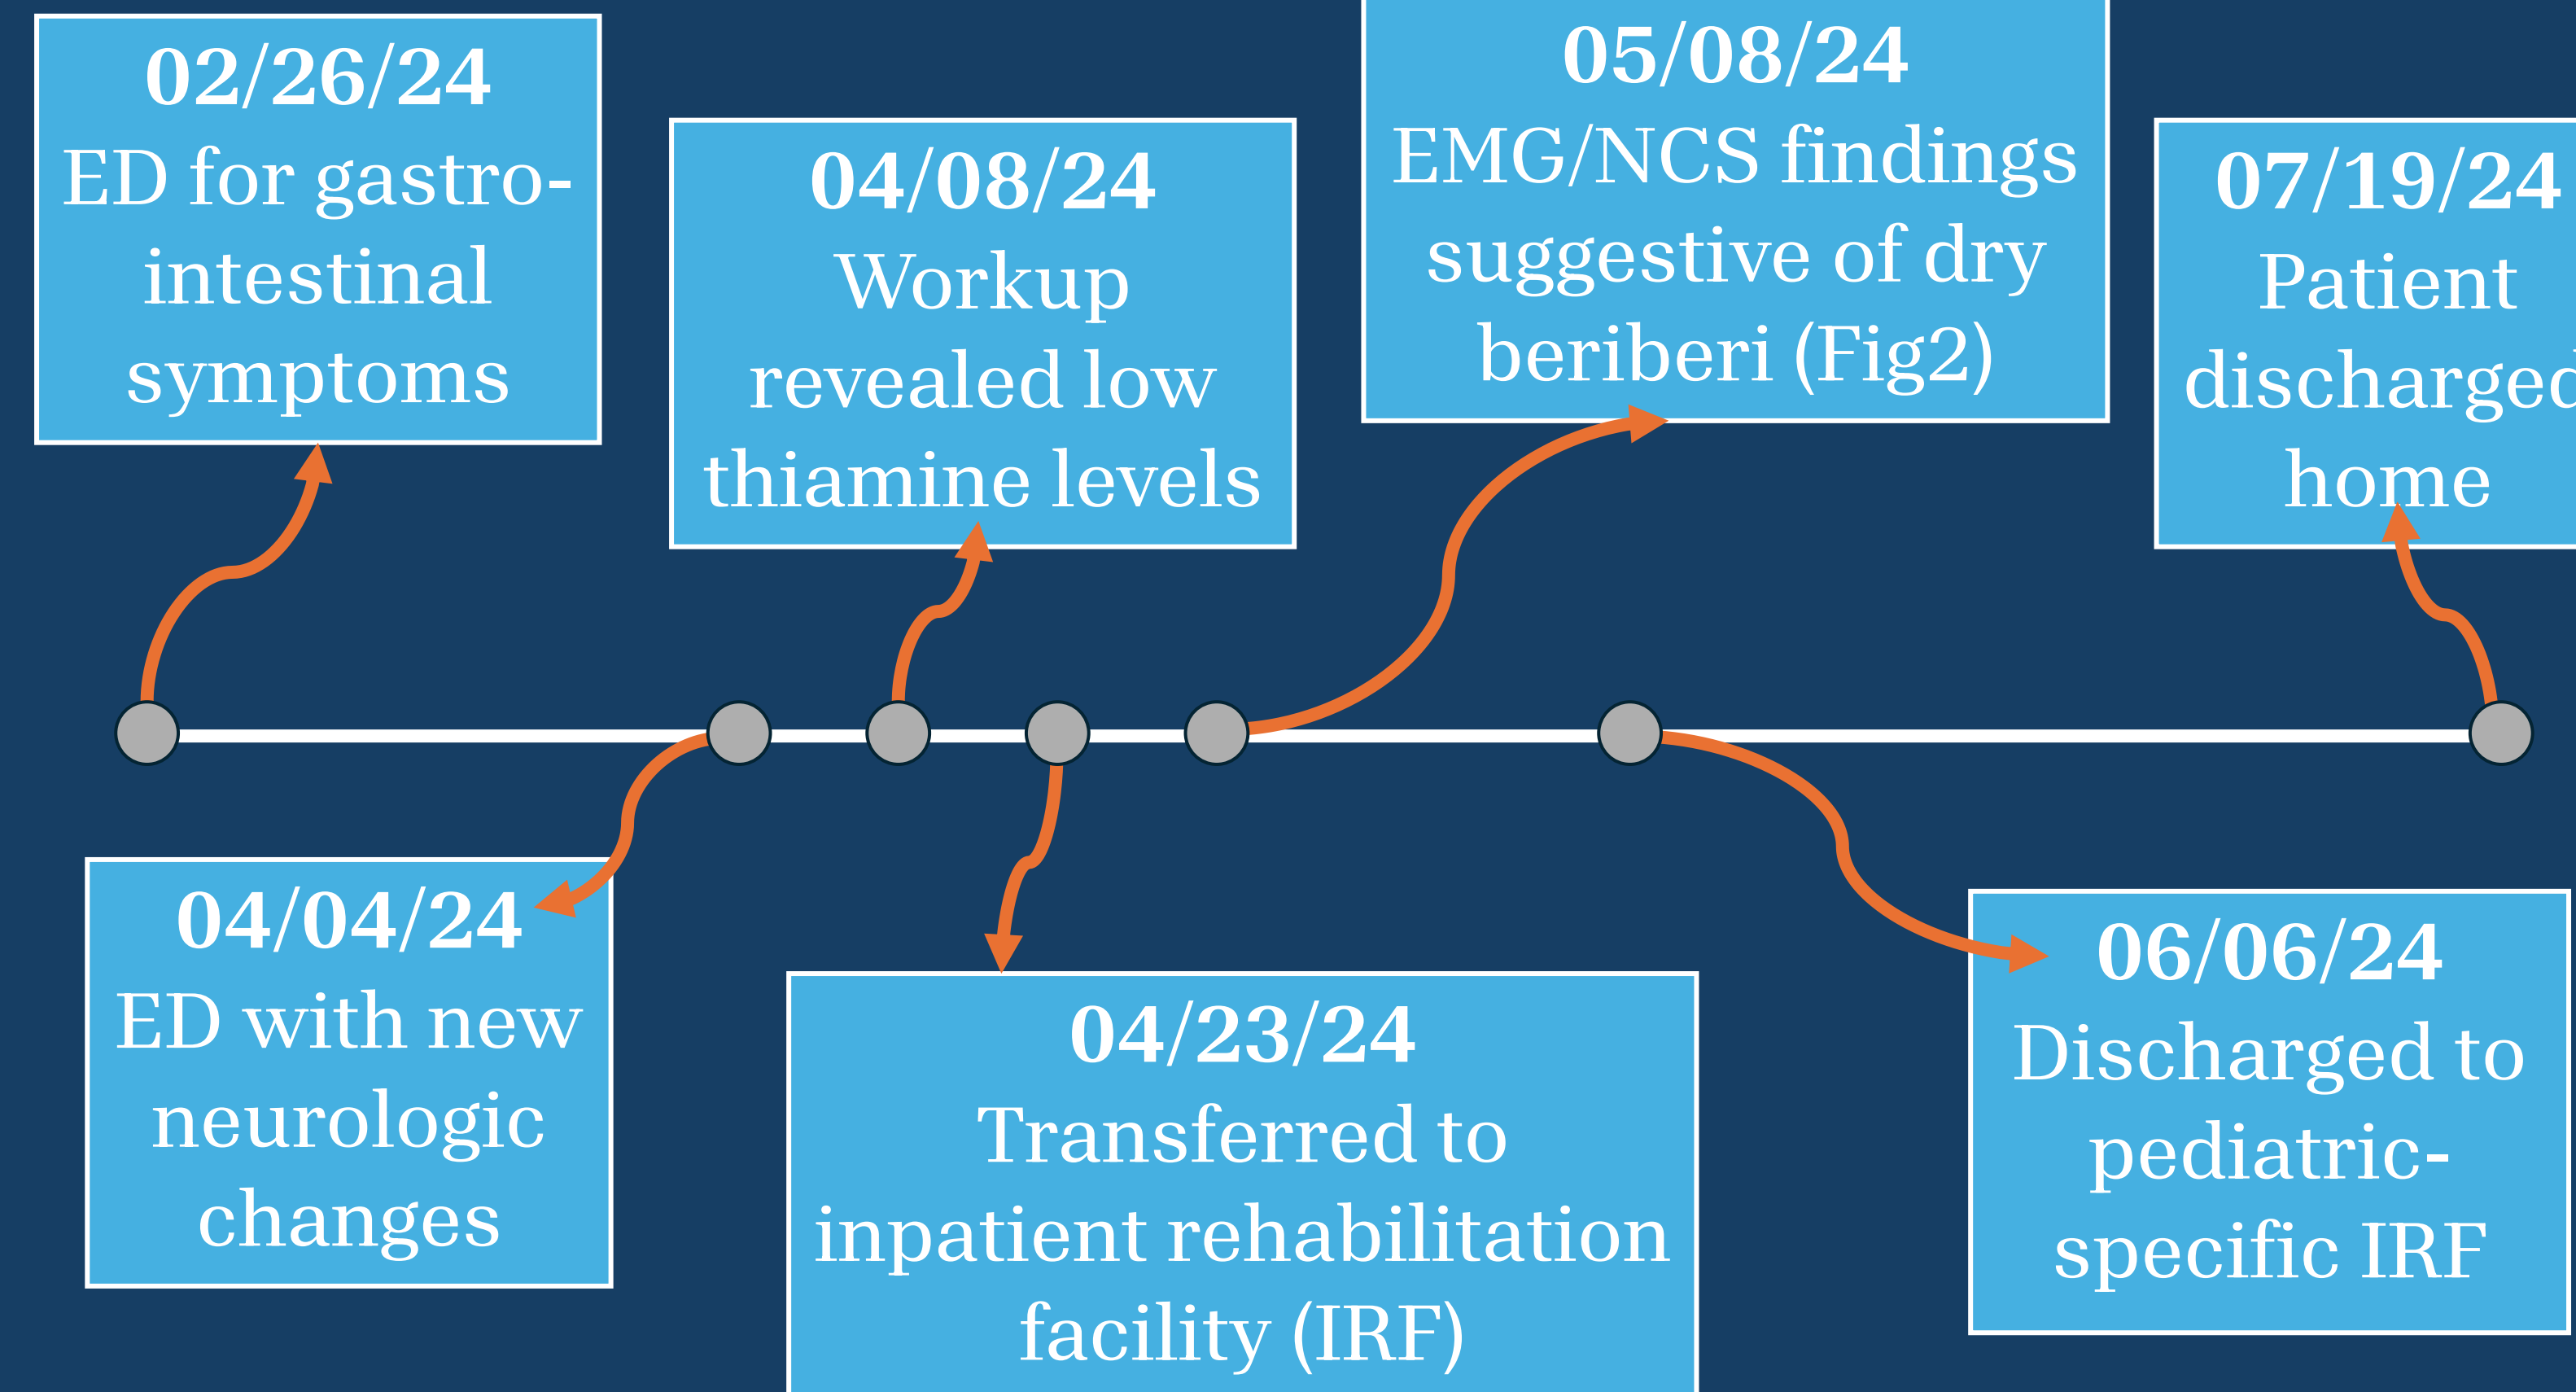 02/26/24
ED for gastro-
intestinal
symptoms
04/04/24
ED with new
neurologic
changes
04/08/24
Workup
revealed low
thiamine levels
04/23/24
Transferred to
inpatient rehabilitation
facility (IRF)
05/08/24
EMG/NCS findings
suggestive of dry
beriberi (Fig2)
06/06/24
Discharged to
pediatric-
specific IRF
07/19/24
Patient
discharged
home